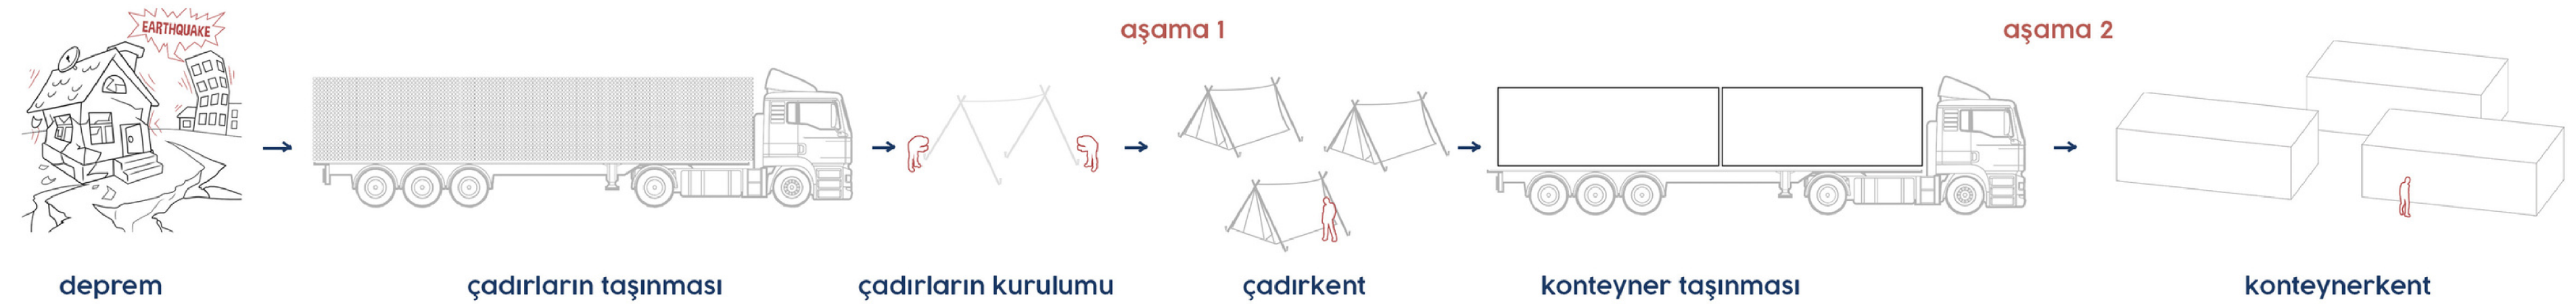 EARTHQUAKE
aşama 1
aşama 2
deprem
çadırların taşınması
çadırların kurulumu
çadırkent
konteyner taşınması
konteynerkent